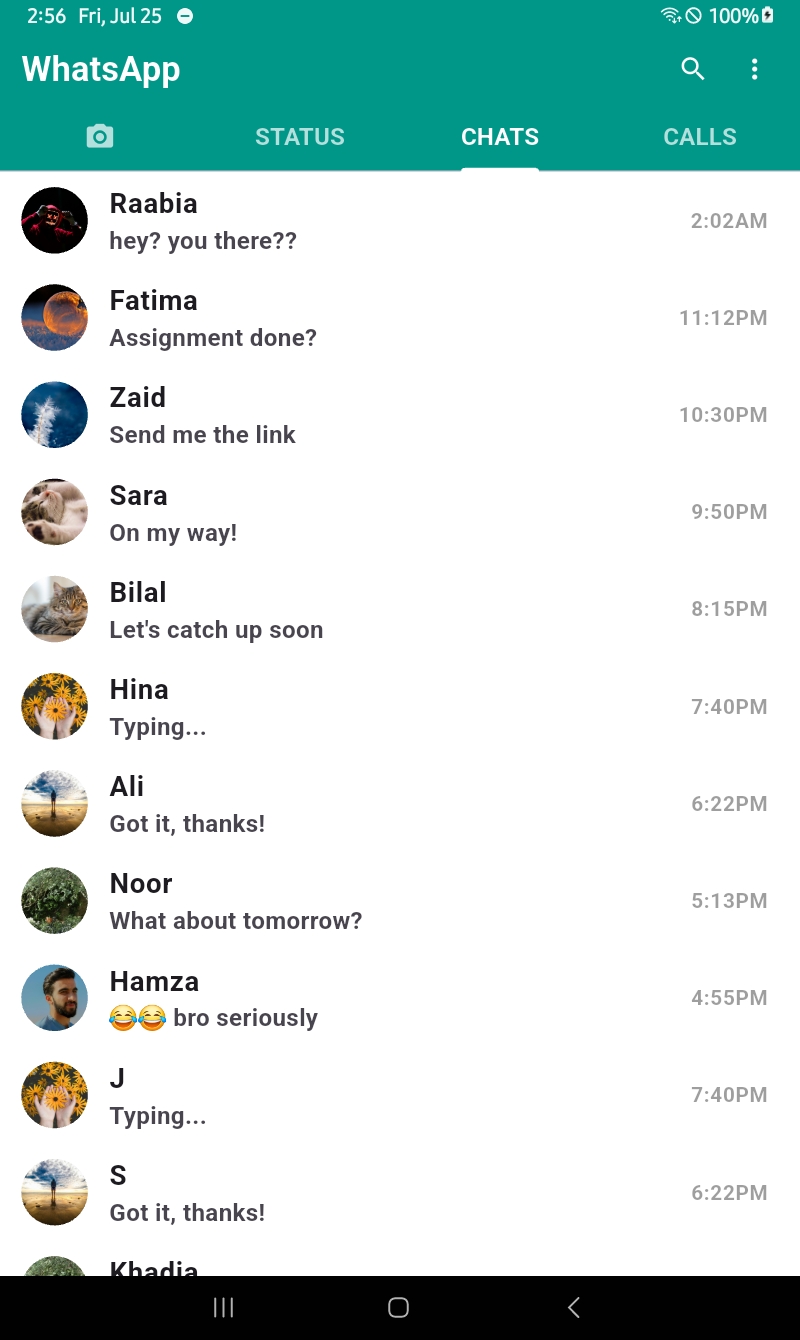 2:56 Fri, Jul 25 100%
WhatsApp
STATUS CHATS CALLS
Raabia
hey? you there??
2:02AM
Fatima
Assignment done?
11:12PM
Zaid
Send me the link
10:30PM
Sara
On my way!
9:50PM
Bilal
Let's catch up soon
8:15PM
Hina
Typing...
7:40PM
Ali
Got it, thanks!
6:22PM
Noor
What about tomorrow?
5:13PM
Hamza
😂😂 bro seriously
4:55PM
J
Typing...
7:40PM
S
Got it, thanks!
6:22PM
Khadia